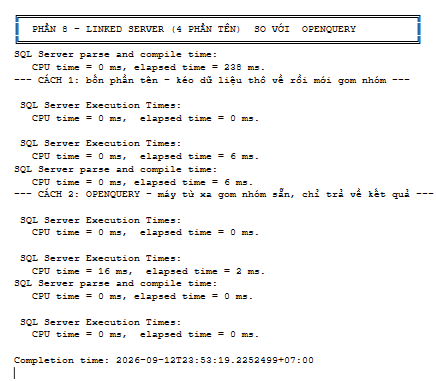 PHẦN 8 - LINKED SERVER (4 PHẦN TÊN) SO VỚI OPENQUERY
SQL Server parse and compile time:
CPU time = 0 ms, elapsed time = 238 ms.
--- CÁCH 1: bốn phần tên - kéo dữ liệu thô về rồi mới gom nhóm ---
SQL Server Execution Times:
CPU time = 0 ms, elapsed time = 0 ms.
SQL Server Execution Times:
CPU time = 0 ms, elapsed time = 6 ms.
SQL Server parse and compile time:
CPU time = 0 ms, elapsed time = 6 ms.
--- CÁCH 2: OPENQUERY - máy từ xa gom nhóm sẵn, chỉ trả về kết quả ---
SQL Server Execution Times:
CPU time = 0 ms, elapsed time = 0 ms.
SQL Server Execution Times:
CPU time = 16 ms, elapsed time = 2 ms.
SQL Server parse and compile time:
CPU time = 0 ms, elapsed time = 0 ms.
SQL Server Execution Times:
CPU time = 0 ms, elapsed time = 0 ms.
Completion time: 2026-09-12T23:53:19.2252499+07:00